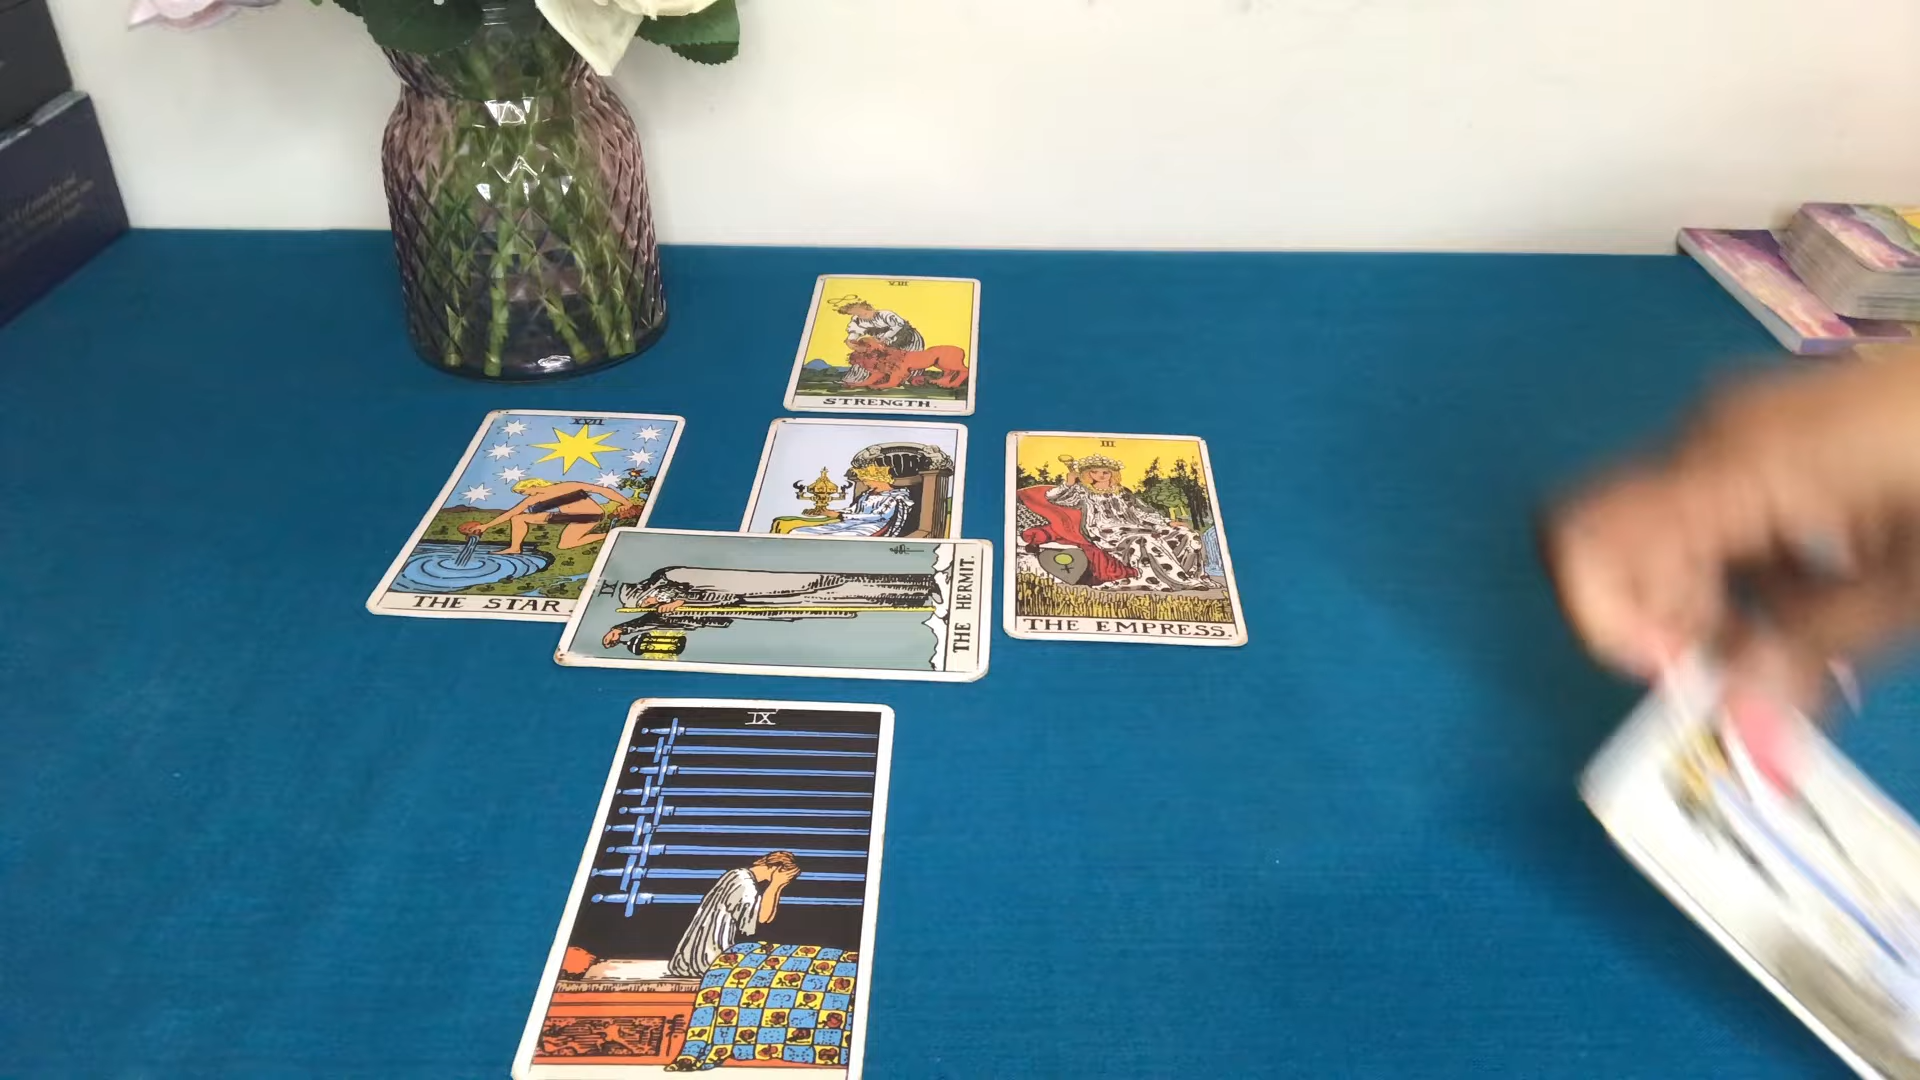 VIII
STRENGTH.
XVII
THE STAR
III
THE EMPRESS.
IX
THE HERMIT.
IX